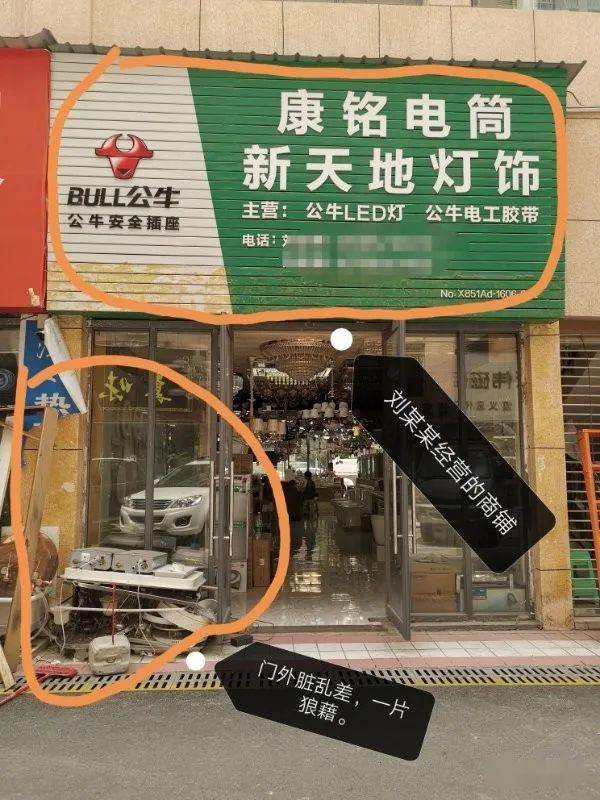 康铭电筒
新天地灯饰
BULL公牛
公牛安全插座
主营： 公牛LED灯 公牛电工胶带
电话：
No·X851Ad-1606
刘某某经营的商铺
门外脏乱差，一片
狼藉。